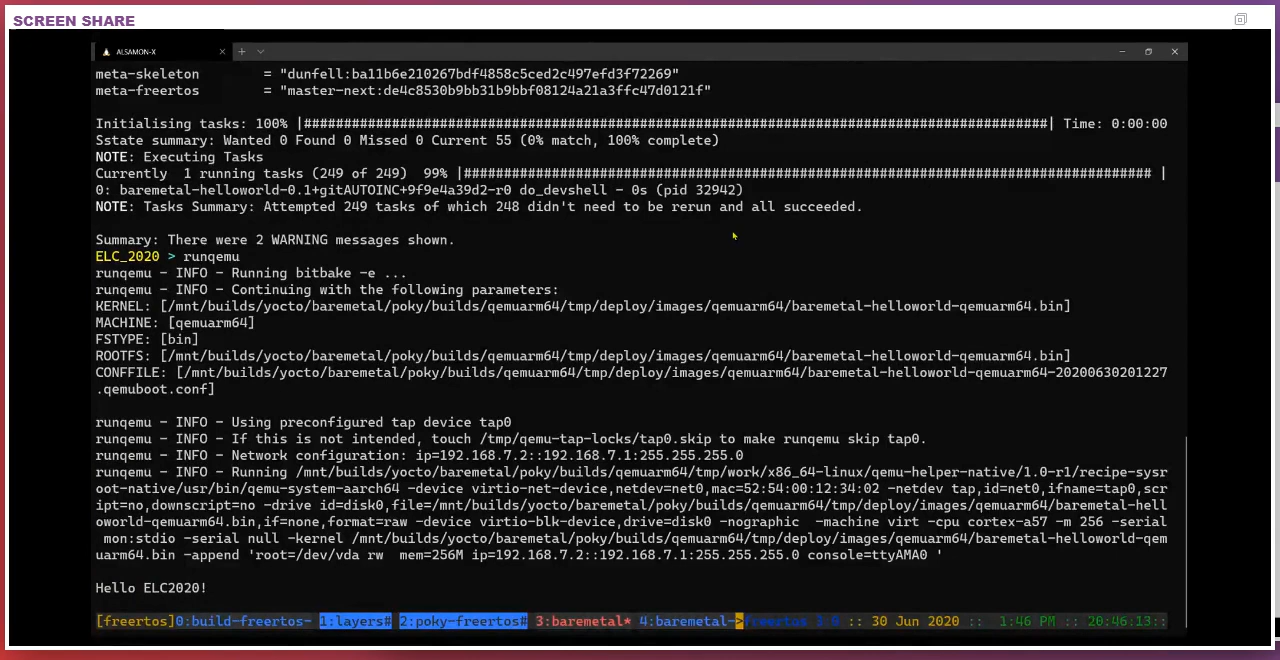 SCREEN SHARE
ALSAMON-X
meta-skeleton = "dunfell:ba11b6e210267bdf4858c5ced2c497efd3f72269"
meta-freertos = "master-next:de4c8530b9bb31b9bbf08124a21a3ffc47d0121f"
Initialising tasks: 100% |###########################################################################################| Time: 0:00:00
Sstate summary: Wanted 0 Found 0 Missed 0 Current 55 (0% match, 100% complete)
NOTE: Executing Tasks
Currently 1 running tasks (249 of 249) 99% |###################################################################################### |
0: baremetal-helloworld-0.1+gitAUTOINC+9f9e4a39d2-r0 do_devshell - 0s (pid 32942)
NOTE: Tasks Summary: Attempted 249 tasks of which 248 didn't need to be rerun and all succeeded.
Summary: There were 2 WARNING messages shown.
ELC_2020 > runqemu
runqemu - INFO - Running bitbake -e ...
runqemu - INFO - Continuing with the following parameters:
KERNEL: [/mnt/builds/yocto/baremetal/poky/builds/qemuarm64/tmp/deploy/images/qemuarm64/baremetal-helloworld-qemuarm64.bin]
MACHINE: [qemuarm64]
FSTYPE: [bin]
ROOTFS: [/mnt/builds/yocto/baremetal/poky/builds/qemuarm64/tmp/deploy/images/qemuarm64/baremetal-helloworld-qemuarm64.bin]
CONFFILE: [/mnt/builds/yocto/baremetal/poky/builds/qemuarm64/tmp/deploy/images/qemuarm64/baremetal-helloworld-qemuarm64-20200630201227
.qemuboot.conf]
runqemu - INFO - Using preconfigured tap device tap0
runqemu - INFO - If this is not intended, touch /tmp/qemu-tap-locks/tap0.skip to make runqemu skip tap0.
runqemu - INFO - Network configuration: ip=192.168.7.2::192.168.7.1:255.255.255.0
runqemu - INFO - Running /mnt/builds/yocto/baremetal/poky/builds/qemuarm64/tmp/work/x86_64-linux/qemu-helper-native/1.0-r1/recipe-sysr
oot-native/usr/bin/qemu-system-aarch64 -device virtio-net-device,netdev=net0,mac=52:54:00:12:34:02 -netdev tap,id=net0,ifname=tap0,scr
ipt=no,downscript=no -drive id=disk0,file=/mnt/builds/yocto/baremetal/poky/builds/qemuarm64/tmp/deploy/images/qemuarm64/baremetal-hell
oworld-qemuarm64.bin,if=none,format=raw -device virtio-blk-device,drive=disk0 -nographic -machine virt -cpu cortex-a57 -m 256 -serial
mon:stdio -serial null -kernel /mnt/builds/yocto/baremetal/poky/builds/qemuarm64/tmp/deploy/images/qemuarm64/baremetal-helloworld-qem
uarm64.bin -append 'root=/dev/vda rw mem=256M ip=192.168.7.2::192.168.7.1:255.255.255.0 console=ttyAMA0 '
Hello ELC2020!
[freertos]0:build-freertos- 1:layers# 2:poky-freertos# 3:baremetal* 4:baremetal-> freertos 3:0 :: 30 Jun 2020 :: 1:46 PM :: 20:46:13::